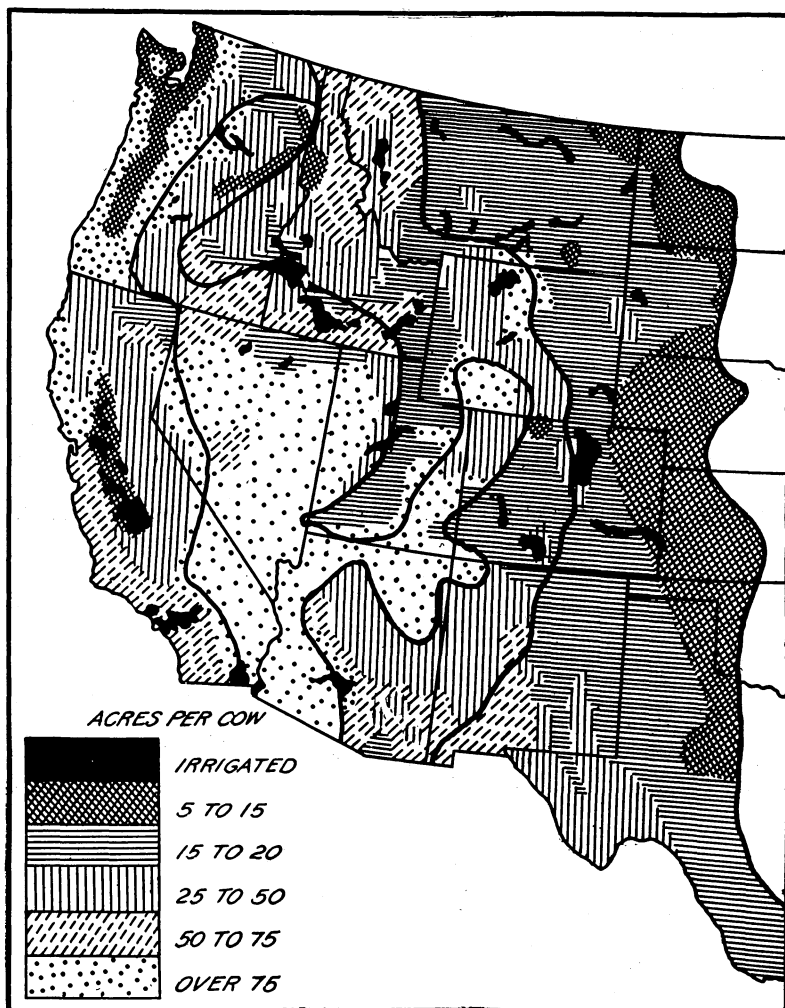 ACRES PER COW
IRRIGATED
5 TO 15
15 TO 20
25 TO 50
50 TO 75
OVER 75